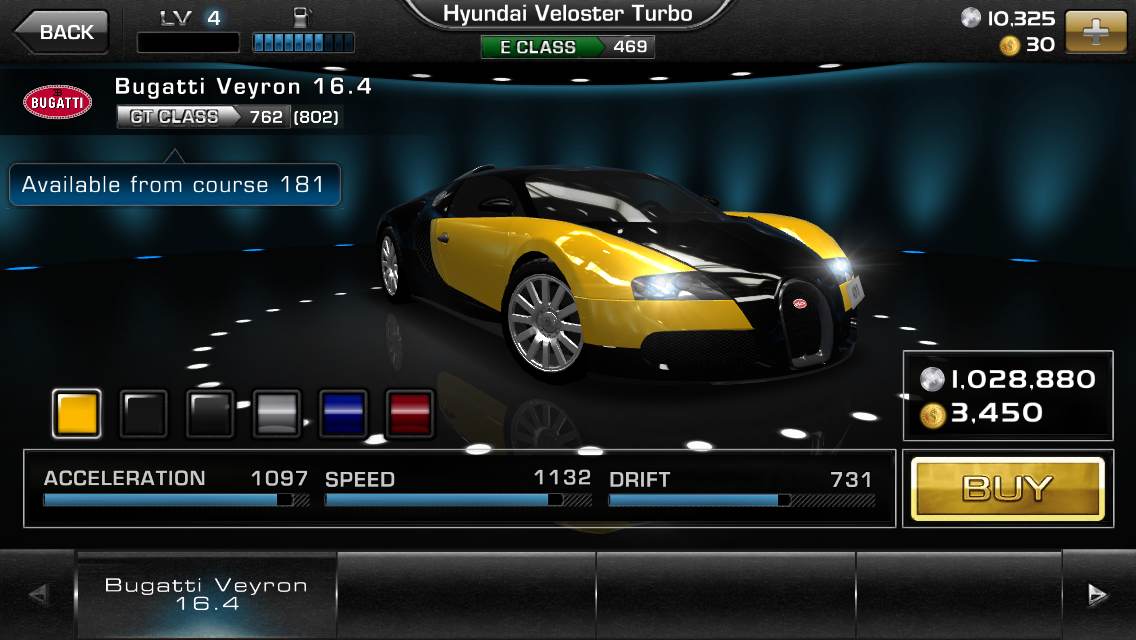 BACK
LV 4
Hyundai Veloster Turbo
E CLASS 469
10,325
30
BUGATTI
Bugatti Veyron 16.4
GT CLASS 762 (802)
Available from course 181
1,028,880
3,450
ACCELERATION 1097 SPEED 1132 DRIFT 731
BUY
Bugatti Veyron
16.4